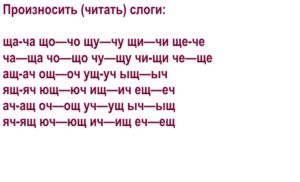 Произносить (читать) слоги:
ща-ча що—чо щу—чу щи—чи ще-че
ча—ща чо—що чу—щу чи-щи че—ще
ащ-ач ощ—оч ущ-уч ыщ—ыч
ящ-яч ющ—юч ищ—ич ещ—еч
ач-ащ оч—ощ уч—ущ ыч—ыщ
яч-ящ юч—ющ ич—ищ еч—ещ